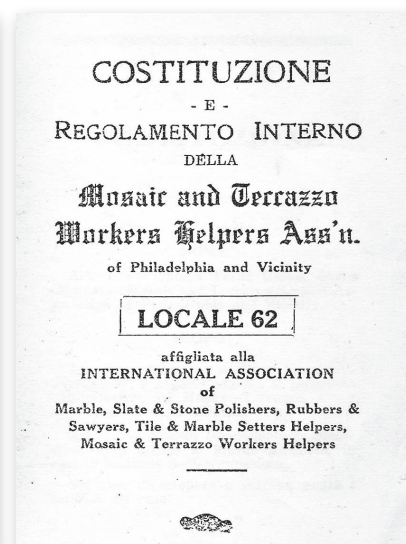 COSTITUZIONE
- E -
REGOLAMENTO INTERNO
DELLA
Mosaic and Terrazzo
Workers Helpers Ass'n.
of Philadelphia and Vicinity
LOCALE 62
affigliata alla
INTERNATIONAL ASSOCIATION
of
Marble, Slate & Stone Polishers, Rubbers &
Sawyers, Tile & Marble Setters Helpers,
Mosaic & Terrazzo Workers Helpers